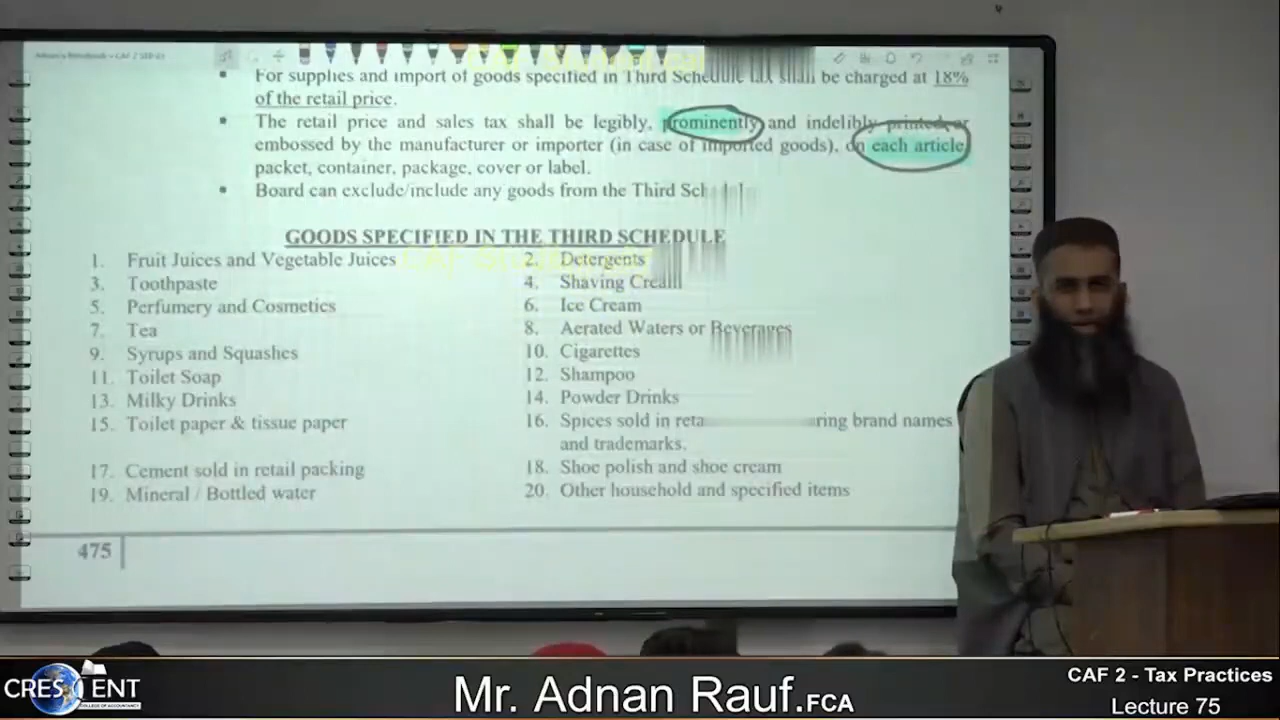 For supplies and import of goods specified in Third Schedule tax shall be charged at 18%
of the retail price.
The retail price and sales tax shall be legibly, prominently and indelibly printed or
embossed by the manufacturer or importer (in case of imported goods), on each article,
packet, container, package, cover or label.
Board can exclude/include any goods from the Third
GOODS SPECIFIED IN THE THIRD SCHEDULE
1. Fruit Juices and Vegetable Juices
2. Detergents
3. Toothpaste
4. Shaving Cream
5. Perfumery and Cosmetics
6. Ice Cream
7. Tea
8. Aerated Waters or Beverages
9. Syrups and Squashes
10. Cigarettes
11. Toilet Soap
12. Shampoo
13. Milky Drinks
14. Powder Drinks
15. Toilet paper & tissue paper
16. Spices sold in brand names
and trademarks.
17. Cement sold in retail packing
18. Shoe polish and shoe cream
19. Mineral / Bottled water
20. Other household and specified items
475
CRESCENT
COLLEGE OF ACCOUNTANCY
Mr. Adnan Rauf.FCA
CAF 2 - Tax Practices
Lecture 75